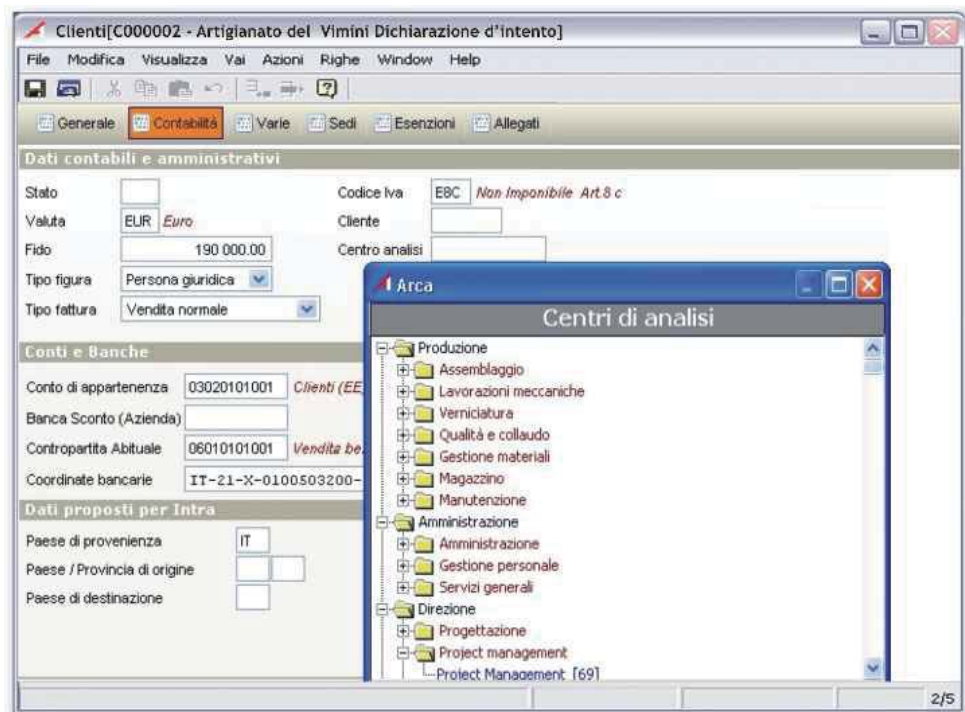 Clienti[C000002 - Artigianato del Vimini Dichiarazione d'intento]
File Modifica Visualizza Vai Azioni Righe Window Help
Generale Contabilità Varie Sedi Esenzioni Allegati
Dati contabili e amministrativi
Stato Codice Iva E8C Non Imponibile Art.8 c
Valuta EUR Euro Cliente
Fido 190 000.00 Centro analisi
Tipo figura Persona giuridica
Tipo fattura Vendita normale
Conti e Banche
Conto di appartenenza 03020101001 Clienti (EE
Banca Sconto (Azienda)
Contropartita Abituale 06010101001 Vendita be
Coordinate bancarie IT-21-X-0100503200-
Dati proposti per Intra
Paese di provenienza IT
Paese / Provincia di origine
Paese di destinazione
Arca
Centri di analisi
Produzione
Assemblaggio
Lavorazioni meccaniche
Verniciatura
Qualità e collaudo
Gestione materiali
Magazzino
Manutenzione
Amministrazione
Amministrazione
Gestione personale
Servizi generali
Direzione
Progettazione
Project management
Project Management [69]
2/5